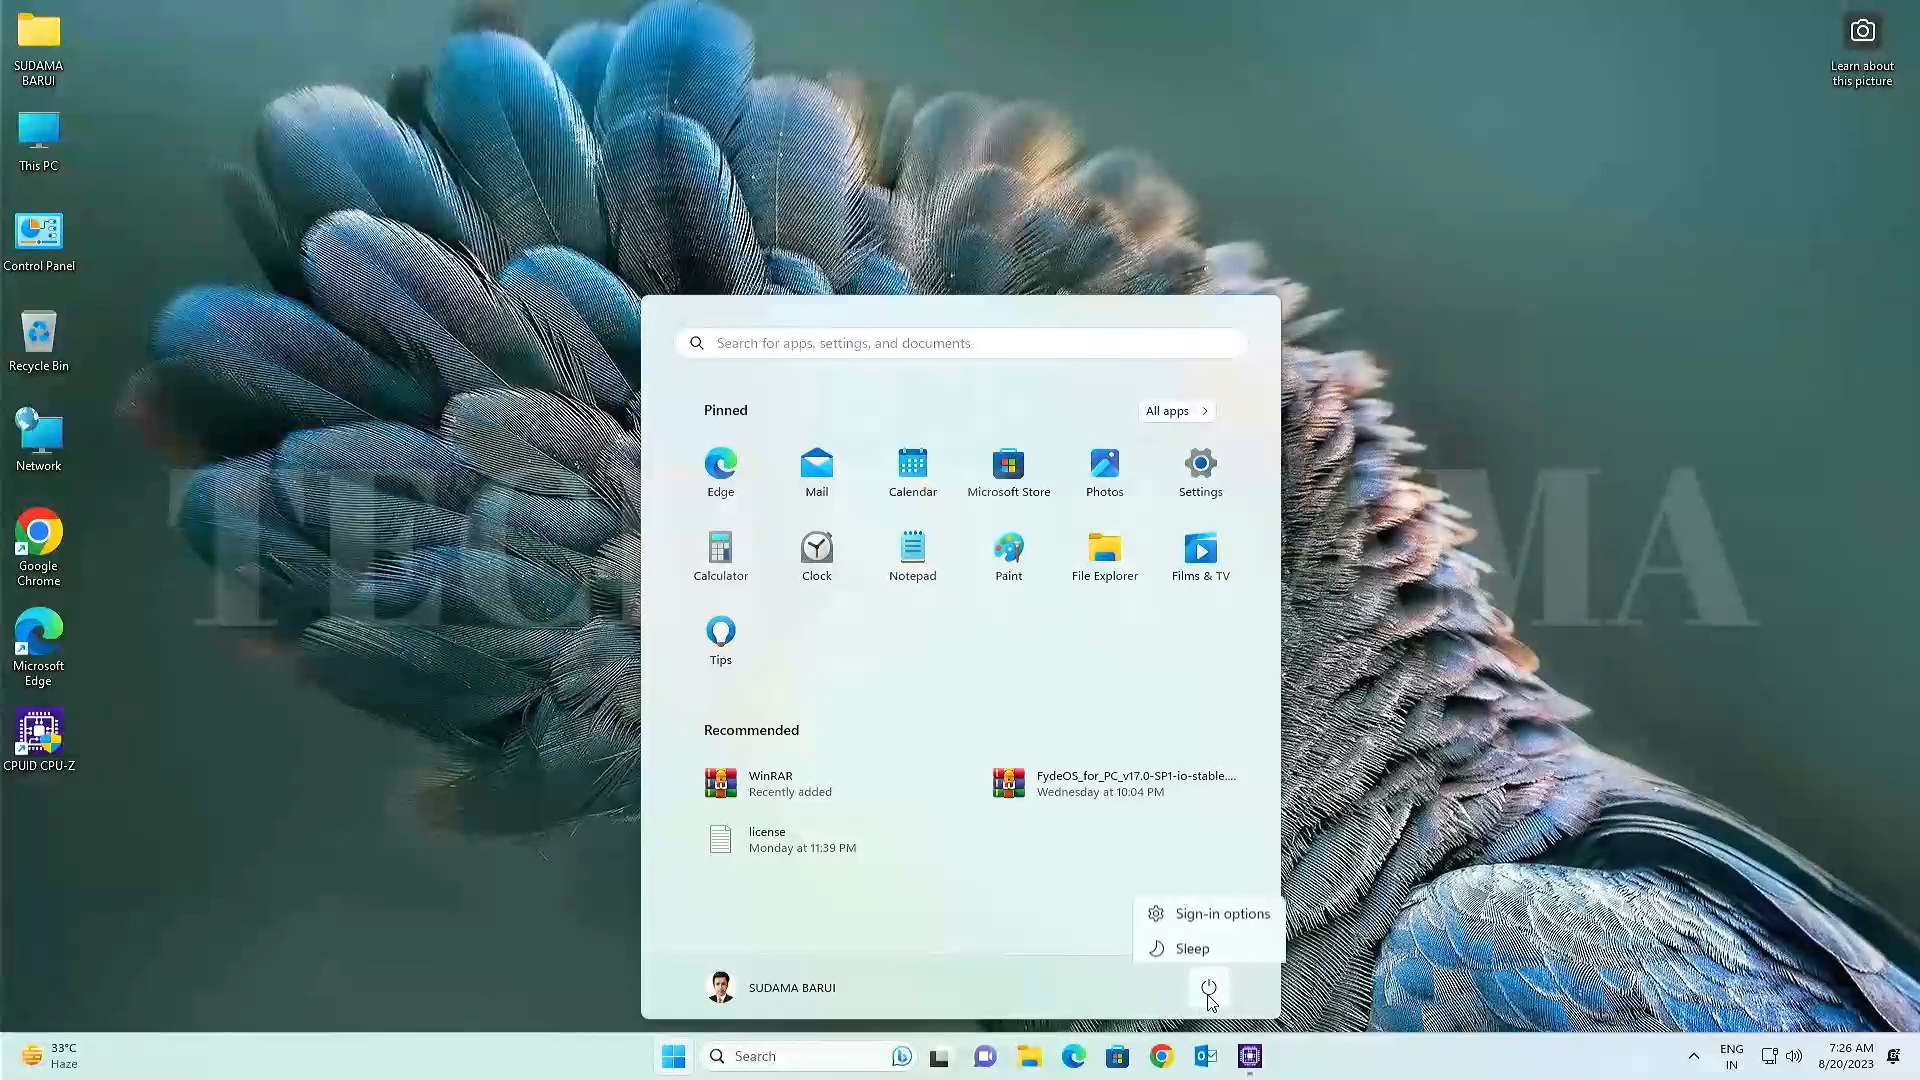 SUDAMA
BARUI
This PC
Control Panel
Recycle Bin
Network
Google
Chrome
Microsoft
Edge
CPUID CPU-Z
Learn about
this picture
Search for apps, settings, and documents
Pinned
All apps
Edge
Mail
Calendar
Microsoft Store
Photos
Settings
Calculator
Clock
Notepad
Paint
File Explorer
Films & TV
Tips
Recommended
WinRAR
Recently added
FydeOS_for_PC_v17.0-SP1-io-stable....
Wednesday at 10:04 PM
license
Monday at 11:39 PM
Sign-in options
Sleep
SUDAMA BARUI
33°C
Haze
Search
ENG
IN
7:26 AM
8/20/2023